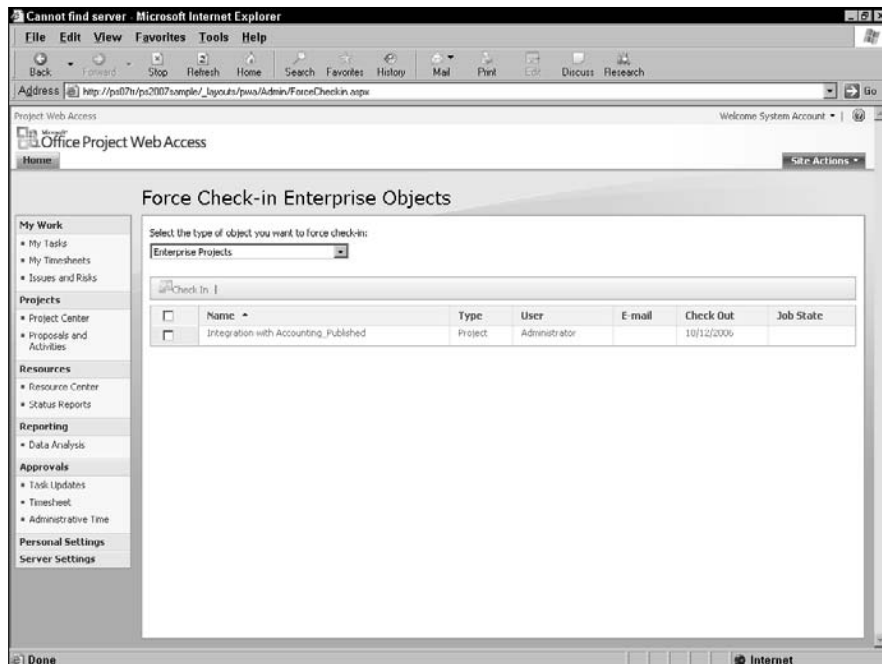 Cannot find server - Microsoft Internet Explorer
File Edit View Favorites Tools Help
Back Forward Stop Refresh Home Search Favorites History Mail Print Edit Discuss Research
Address http://ps07tr/ps2007sample/_layouts/pwa/Admin/ForceCheckin.aspx Go
Project Web Access Welcome System Account
Microsoft
Office Project Web Access
Home Site Actions
Force Check-in Enterprise Objects
My Work
My Tasks
My Timesheets
Issues and Risks
Projects
Project Center
Proposals and
Activities
Resources
Resource Center
Status Reports
Reporting
Data Analysis
Approvals
Task Updates
Timesheet
Administrative Time
Personal Settings
Server Settings
Select the type of object you want to force check-in:
Enterprise Projects
Check In |
Name Type User E-mail Check Out Job State
Integration with Accounting_Published Project Administrator 10/12/2006
Done Internet